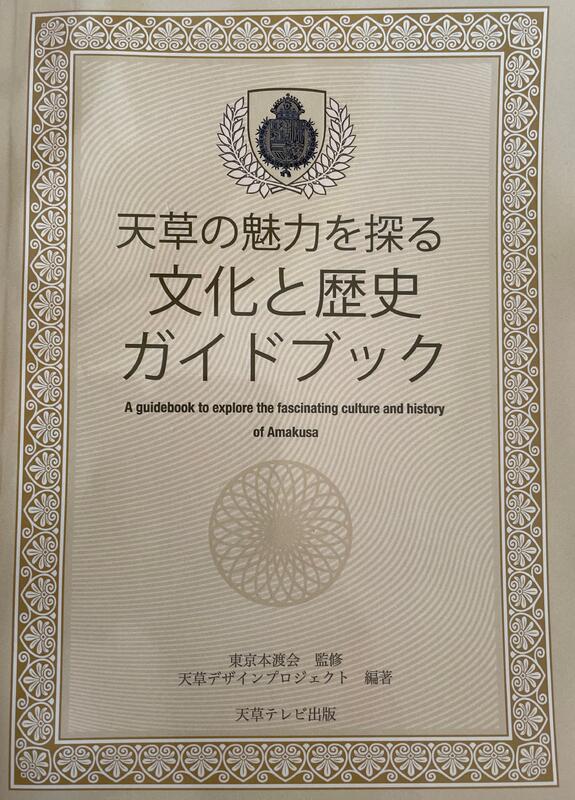 天草の魅力を探る
文化と歴史
ガイドブック
A guidebook to explore the fascinating culture and history
of Amakusa
東京本渡会　監修
天草デザインプロジェクト　編著
天草テレビ出版